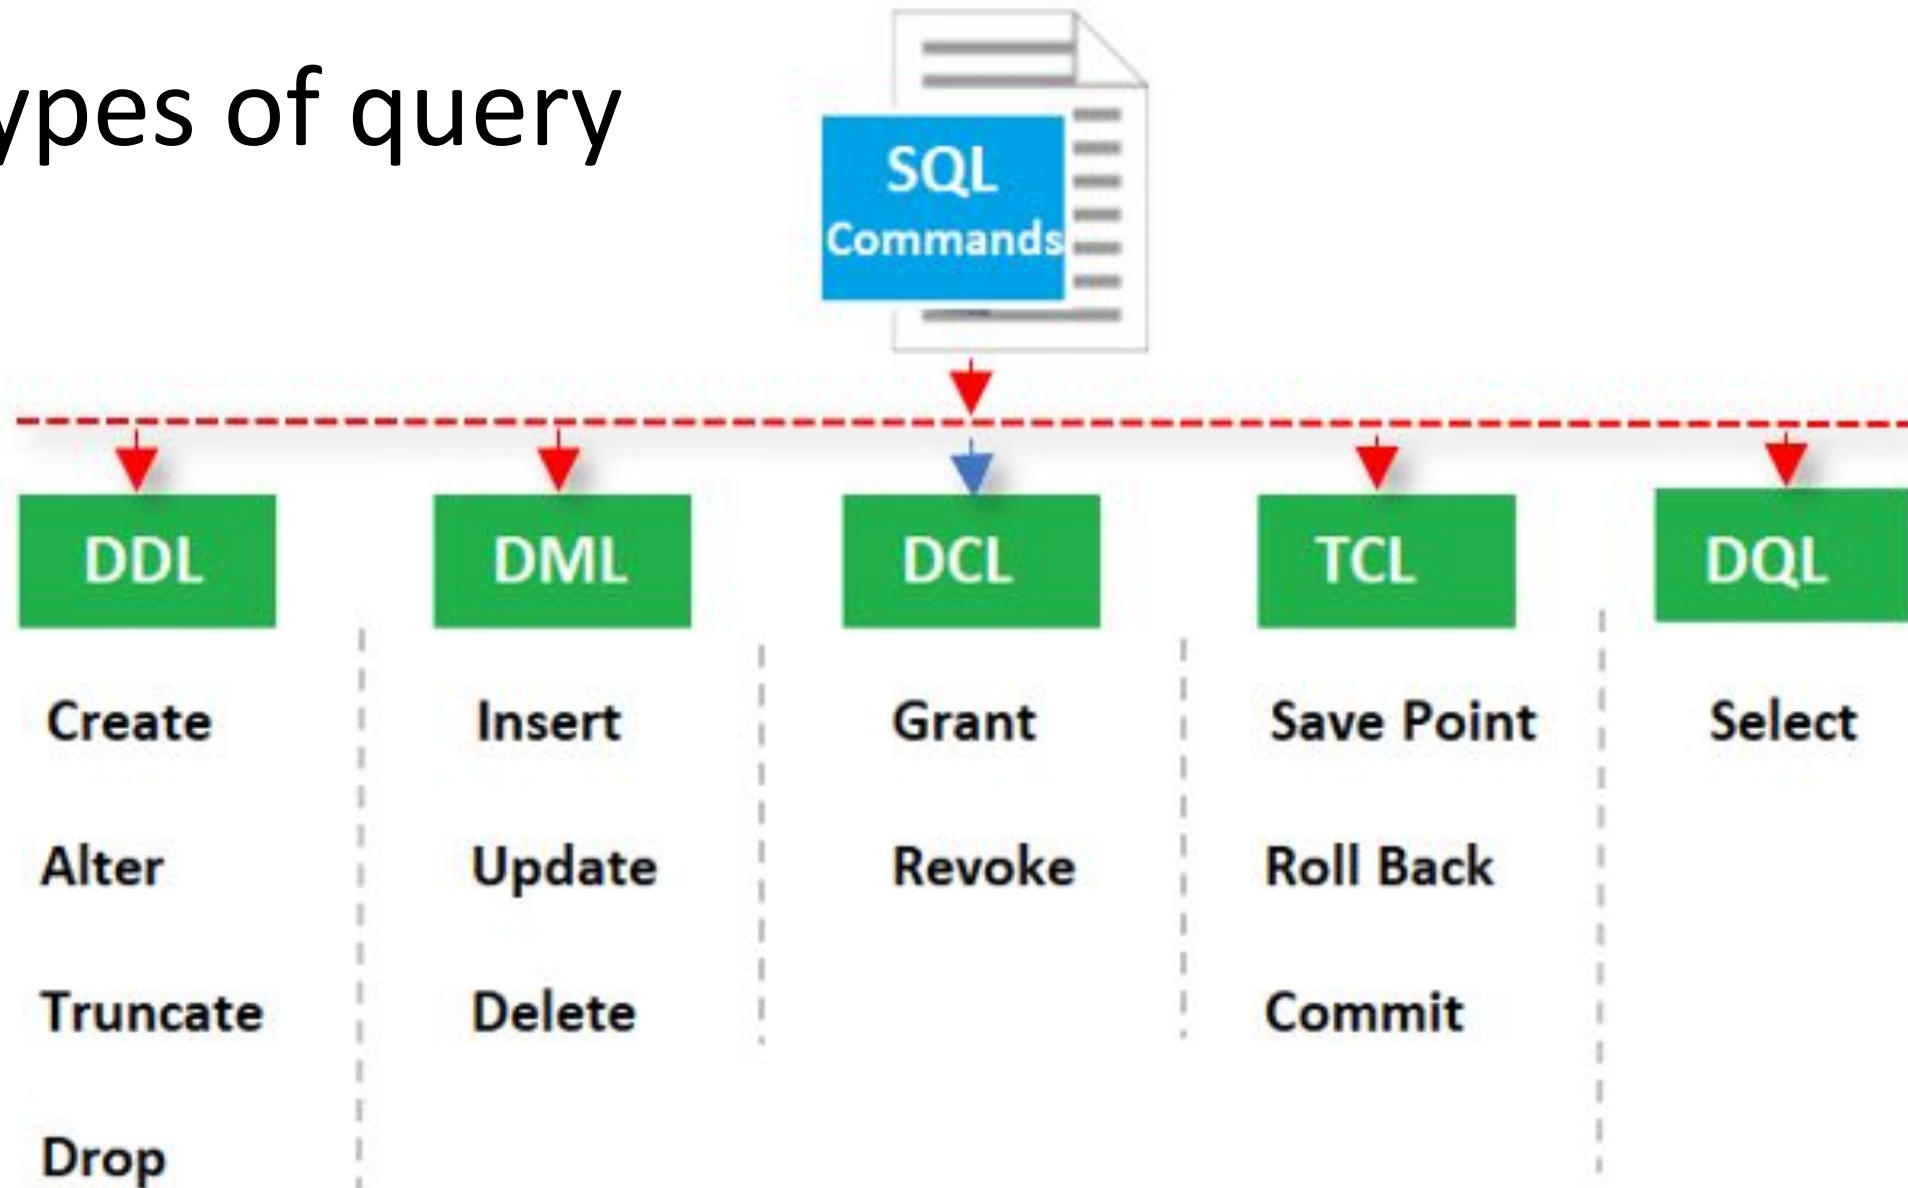 ypes of query
SQL
Commands
DDL
DML
DCL
TCL
DQL
Create
Insert
Grant
Save Point
Select
Alter
Update
Revoke
Roll Back
Truncate
Delete
Commit
Drop